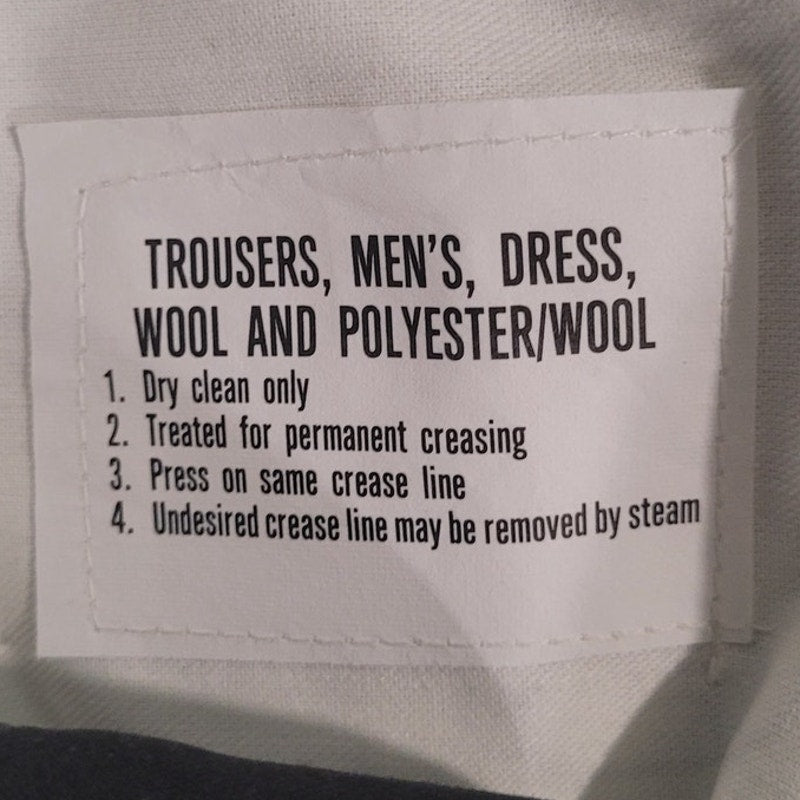 TROUSERS, MEN'S, DRESS,
WOOL AND POLYESTER/WOOL
1. Dry clean only
2. Treated for permanent creasing
3. Press on same crease line
4. Undesired crease line may be removed by steam